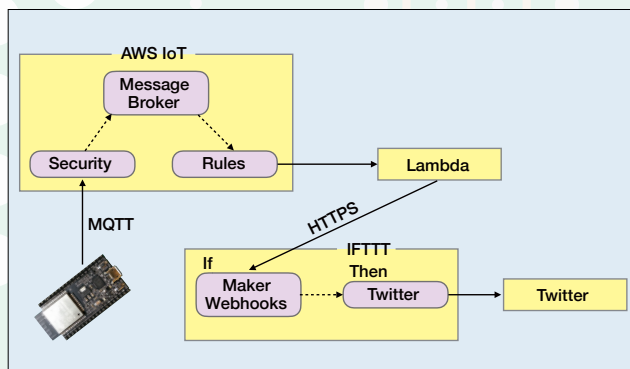 AWS IoT
Message
Broker
Security
Rules
Lambda
MQTT
HTTPS
IFTTT
If
Then
Maker
Webhooks
Twitter
Twitter